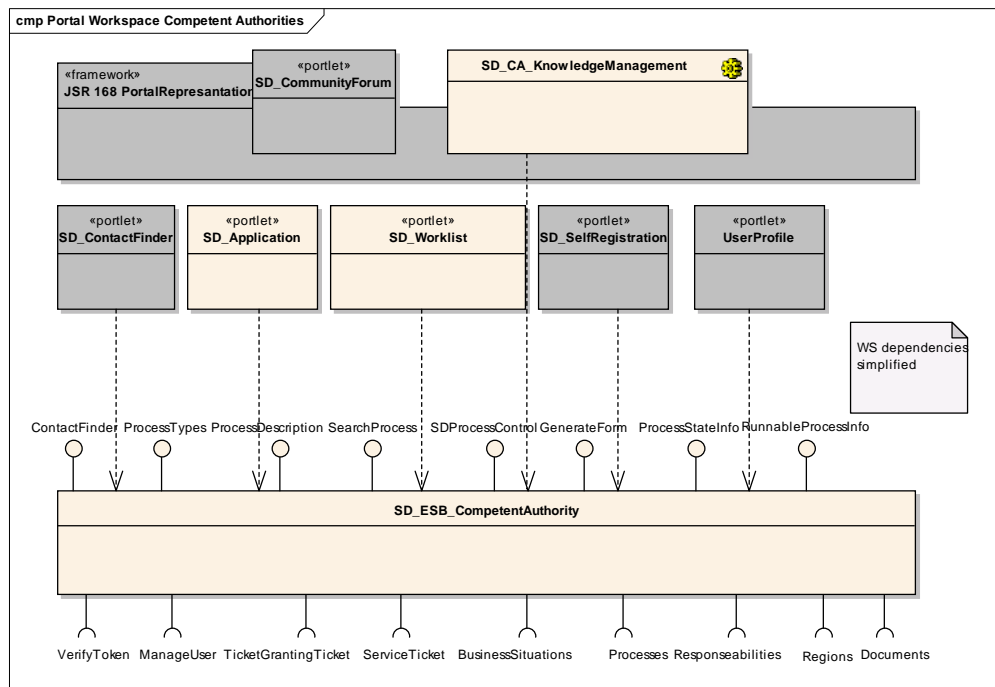 cmp Portal Workspace Competent Authorities
«framework»
JSR 168 PortalRepresantation
«portlet»
SD_CommunityForum
SD_CA_KnowledgeManagement
«portlet»
SD_ContactFinder
«portlet»
SD_Application
«portlet»
SD_Worklist
«portlet»
SD_SelfRegistration
«portlet»
UserProfile
WS dependencies
simplified
ContactFinder
ProcessTypes
ProcessDescription
SearchProcess
SDProcessControl
GenerateForm
ProcessStateInfo
RunnableProcessInfo
SD_ESB_CompetentAuthority
VerifyToken
ManageUser
TicketGrantingTicket
ServiceTicket
BusinessSituations
Processes
Responseabilities
Regions
Documents